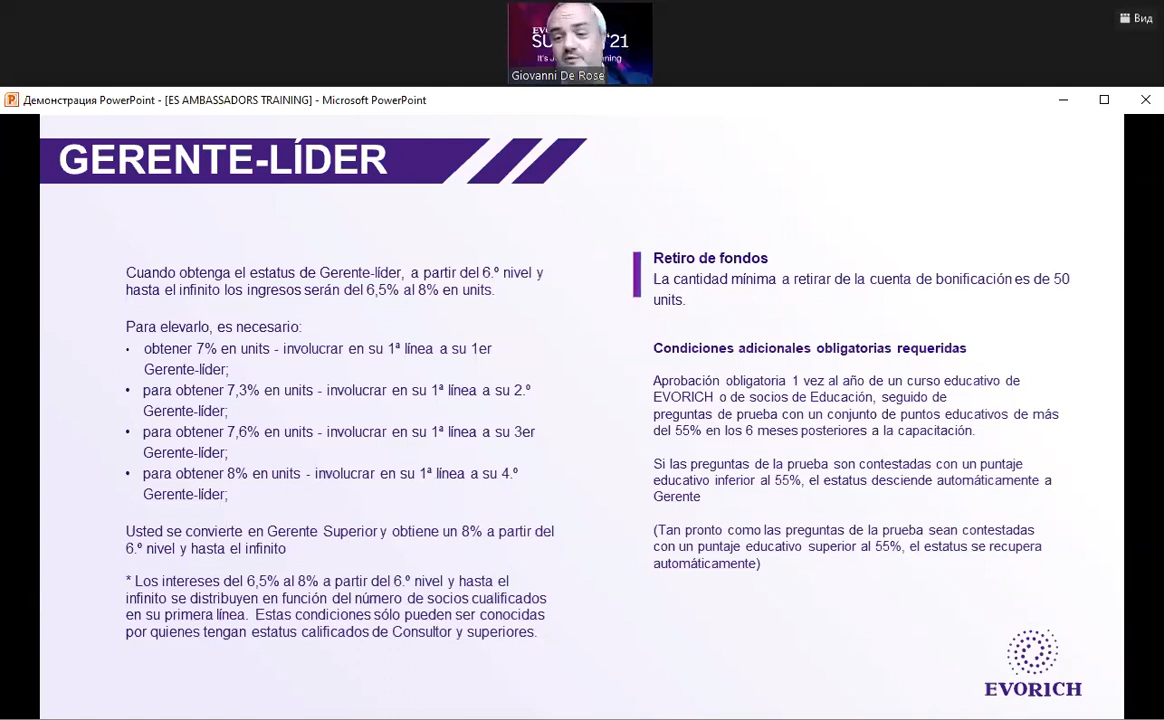 Вид
SU '21
Giovanni De Rose
Демонстрация PowerPoint - [ES AMBASSADORS TRAINING] - Microsoft PowerPoint
GERENTE-LÍDER
Cuando obtenga el estatus de Gerente-líder, a partir del 6.º nivel y
hasta el infinito los ingresos serán del 6,5% al 8% en units.
Para elevarlo, es necesario:
• obtener 7% en units - involucrar en su 1ª línea a su 1er
Gerente-líder;
• para obtener 7,3% en units - involucrar en su 1ª línea a su 2.º
Gerente-líder;
• para obtener 7,6% en units - involucrar en su 1ª línea a su 3er
Gerente-líder;
• para obtener 8% en units - involucrar en su 1ª línea a su 4.º
Gerente-líder;
Usted se convierte en Gerente Superior y obtiene un 8% a partir del
6.º nivel y hasta el infinito
* Los intereses del 6,5% al 8% a partir del 6.º nivel y hasta el
infinito se distribuyen en función del número de socios cualificados
en su primera línea. Estas condiciones sólo pueden ser conocidas
por quienes tengan estatus calificados de Consultor y superiores.
Retiro de fondos
La cantidad mínima a retirar de la cuenta de bonificación es de 50
units.
Condiciones adicionales obligatorias requeridas
Aprobación obligatoria 1 vez al año de un curso educativo de
EVORICH o de socios de Educación, seguido de
preguntas de prueba con un conjunto de puntos educativos de más
del 55% en los 6 meses posteriores a la capacitación.
Si las preguntas de la prueba son contestadas con un puntaje
educativo inferior al 55%, el estatus desciende automáticamente a
Gerente
(Tan pronto como las preguntas de la prueba sean contestadas
con un puntaje educativo superior al 55%, el estatus se recupera
automáticamente)
EVORICH